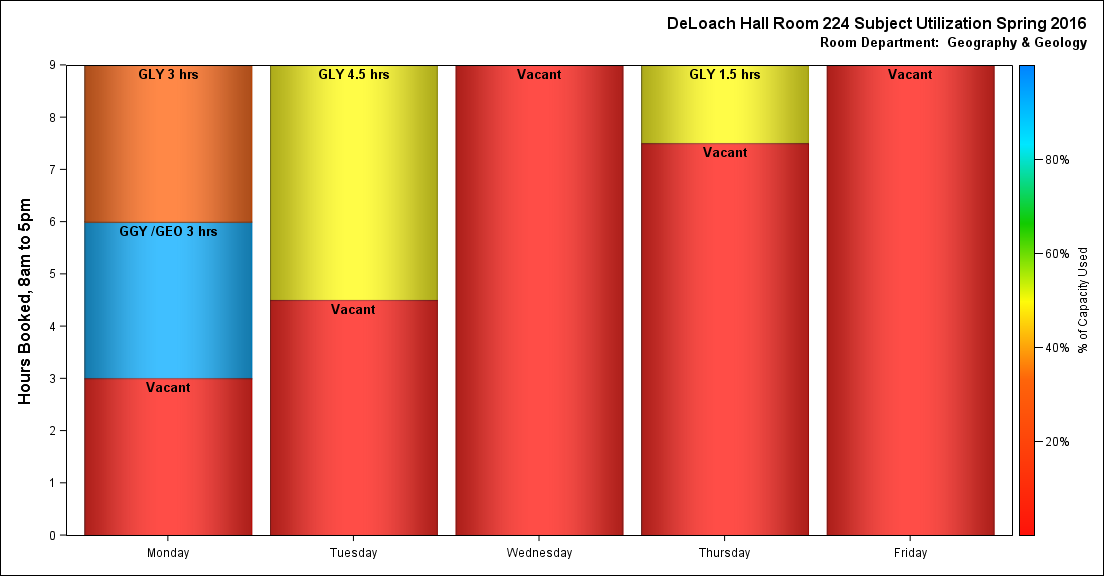 DeLoach Hall Room 224 Subject Utilization Spring 2016
Room Department:  Geography & Geology
Hours Booked, 8am to 5pm
9
8
7
6
5
4
3
2
1
0
GLY 3 hrs
GGY /GEO 3 hrs
Vacant
GLY 4.5 hrs
Vacant
Vacant
GLY 1.5 hrs
Vacant
Vacant
Monday
Tuesday
Wednesday
Thursday
Friday
80%
60%
40%
20%
% of Capacity Used